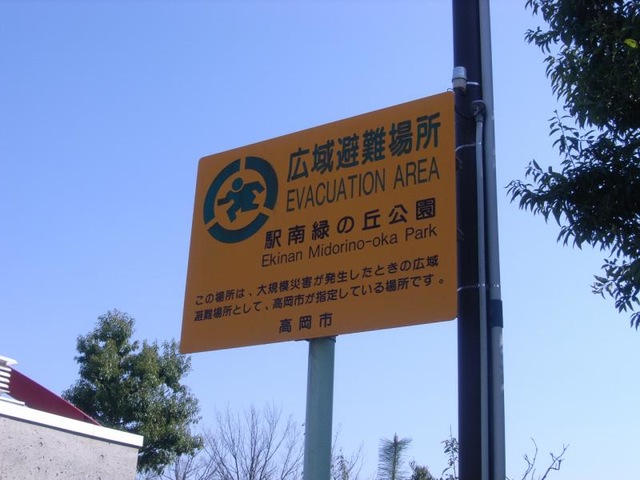 広域避難場所
EVACUATION AREA
駅南緑の丘公園
Ekinan Midorino-oka Park
この場所は、大規模災害が発生したときの広域
避難場所として、高岡市が指定している場所です。
高岡市